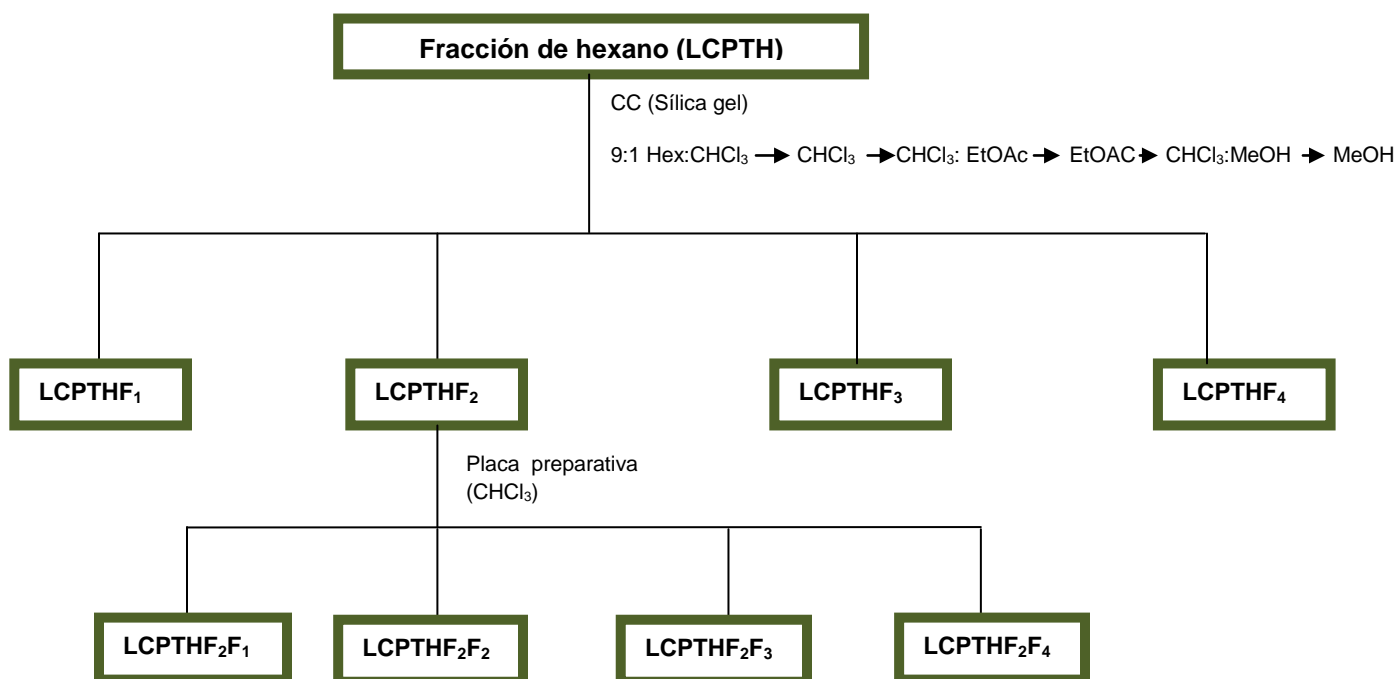 Fracción de hexano (LCPTH)
CC (Sílica gel)
9:1 Hex:CHCl₃ → CHCl₃ → CHCl₃: EtOAc → EtOAC → CHCl₃:MeOH → MeOH
LCPTHF₁
LCPTHF₂
LCPTHF₃
LCPTHF₄
Placa preparativa
(CHCl₃)
LCPTHF₂F₁
LCPTHF₂F₂
LCPTHF₂F₃
LCPTHF₂F₄